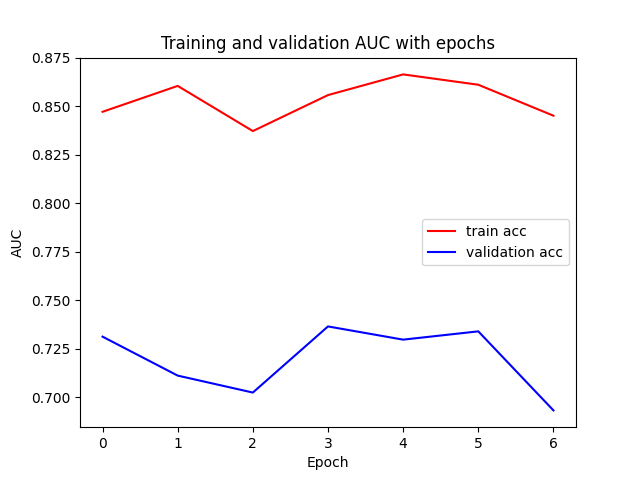 Training and validation AUC with epochs
0.875
0.850
0.825
0.800
0.775
0.750
0.725
0.700
AUC
train acc
validation acc
0 1 2 3 4 5 6
Epoch